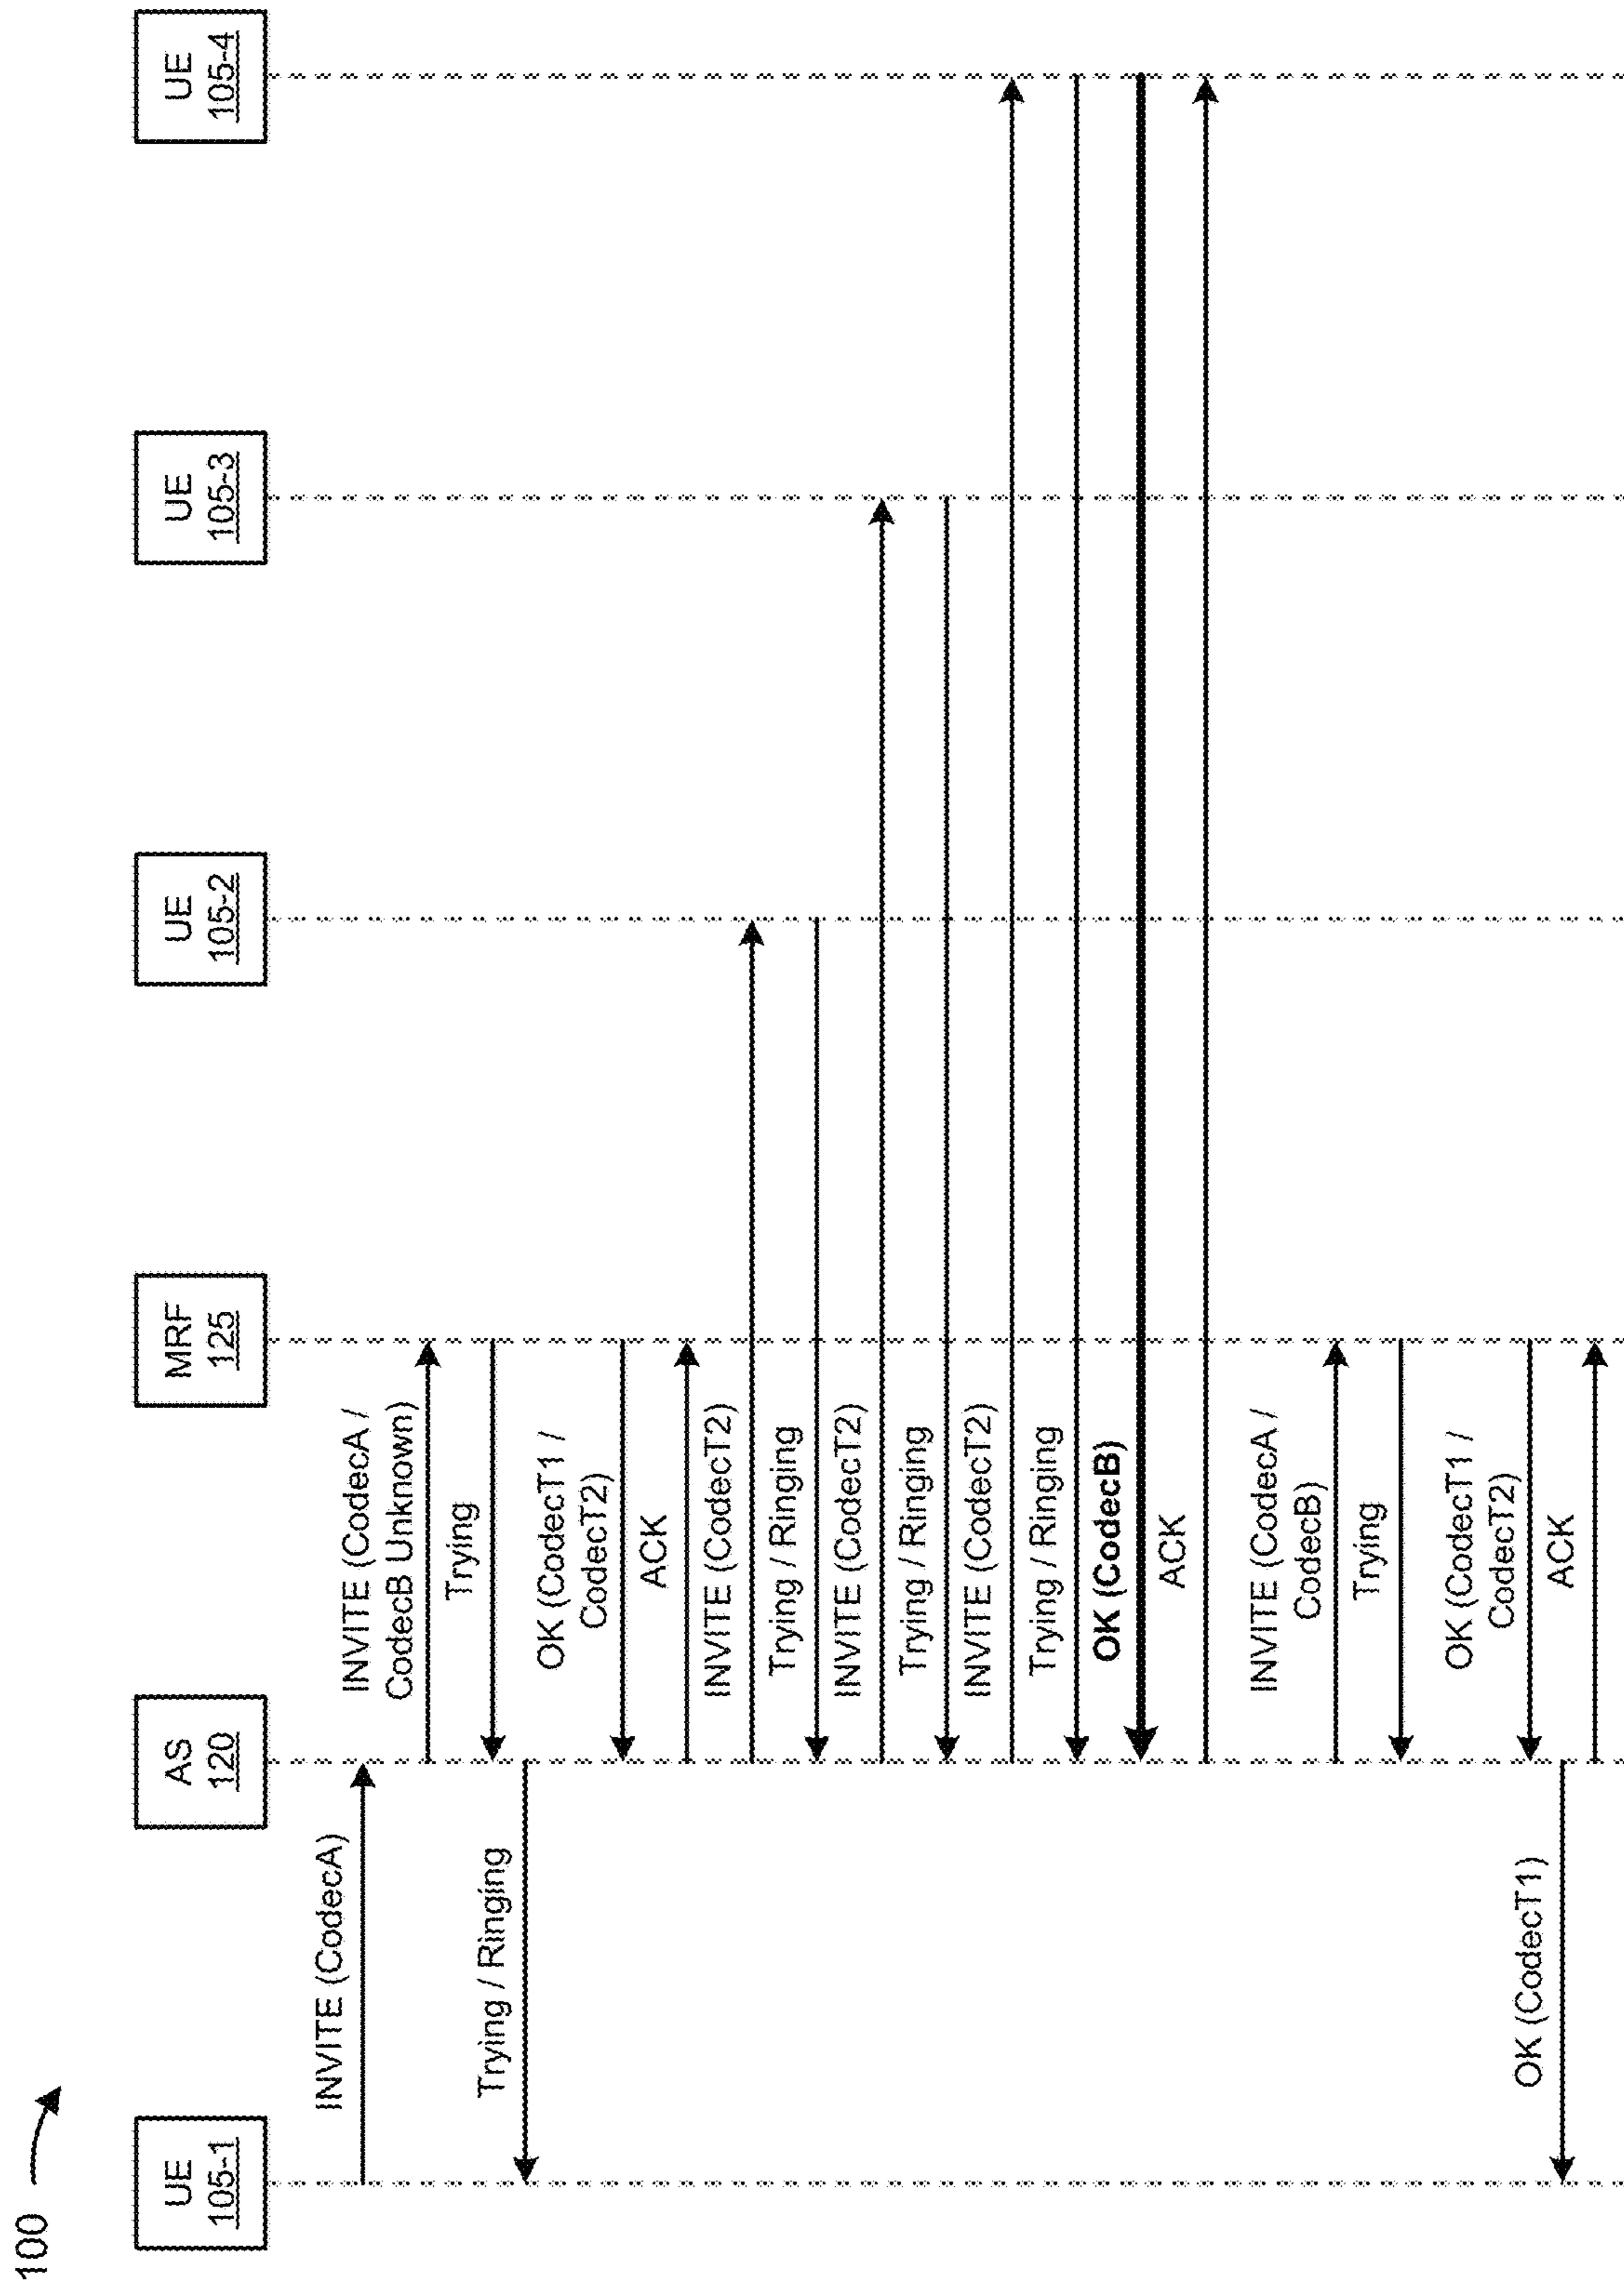 100
UE
105-1
AS
120
MRF
125
UE
105-2
UE
105-3
UE
105-4
INVITE (CodecA)
INVITE (CodecA /
CodecB Unknown)
Trying
Trying / Ringing
OK (CodecT1 /
CodecT2)
ACK
INVITE (CodecT2)
Trying / Ringing
INVITE (CodecT2)
Trying / Ringing
INVITE (CodecT2)
Trying / Ringing
OK (CodecB)
ACK
INVITE (CodecA /
CodecB)
Trying
OK (CodecT1 /
CodecT2)
OK (CodecT1)
ACK